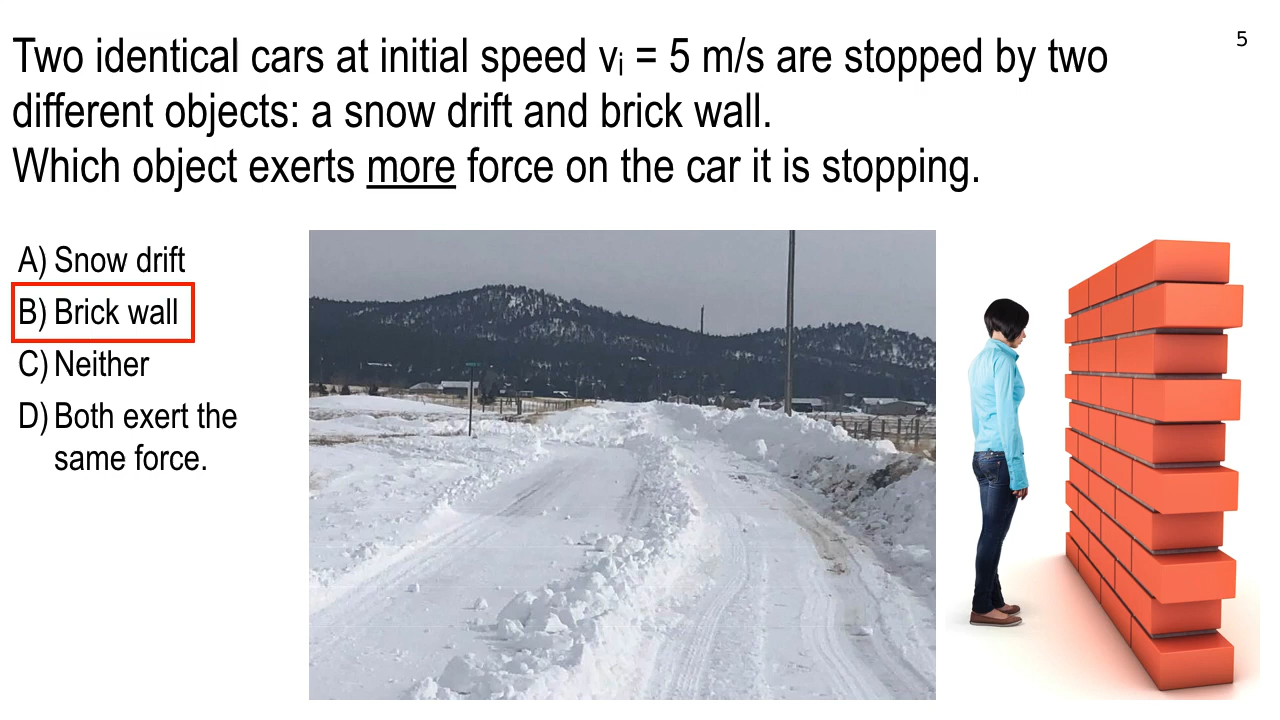 5
Two identical cars at initial speed vᵢ = 5 m/s are stopped by two
different objects: a snow drift and brick wall.
Which object exerts more force on the car it is stopping.
A) Snow drift
B) Brick wall
C) Neither
D) Both exert the
same force.